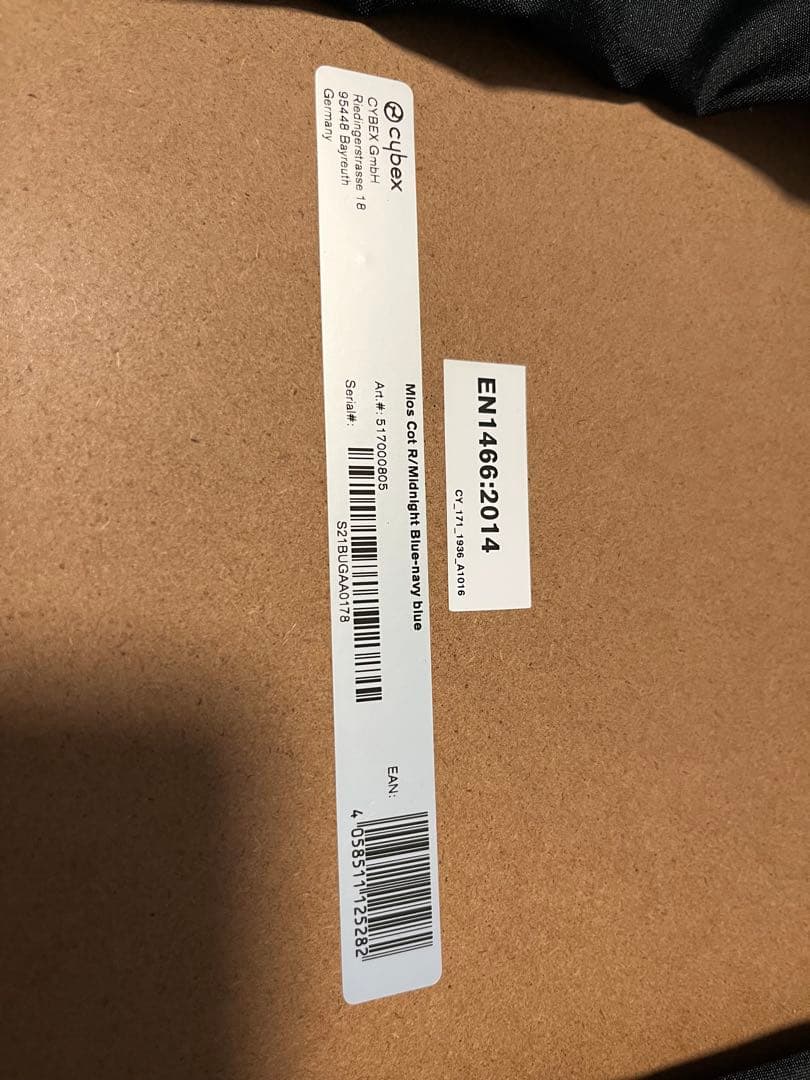 cybex
CYBEX GmbH
Riedingerstrasse 18
95448 Bayreuth
Germany
Mios Cot R/Midnight Blue-navy blue
Art.#: 517000805
Serial#:
S21BUGAA0178
EAN:
4 058511 125282
EN1466:2014
CY_171_1936_A1016